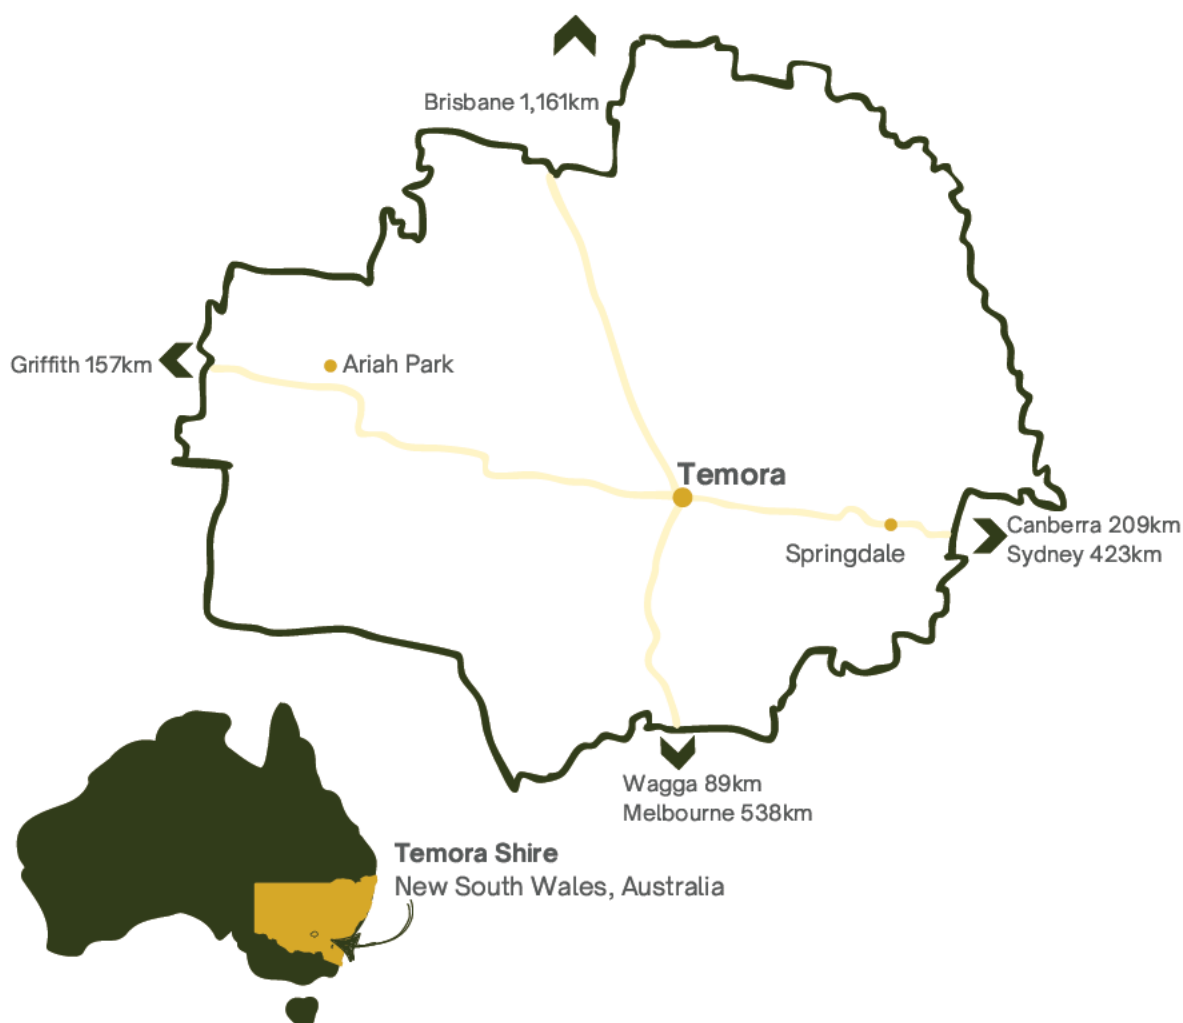 Brisbane 1,161km
Griffith 157km
Ariah Park
Temora
Springdale
Canberra 209km
Sydney 423km
Wagga 89km
Melbourne 538km
Temora Shire
New South Wales, Australia